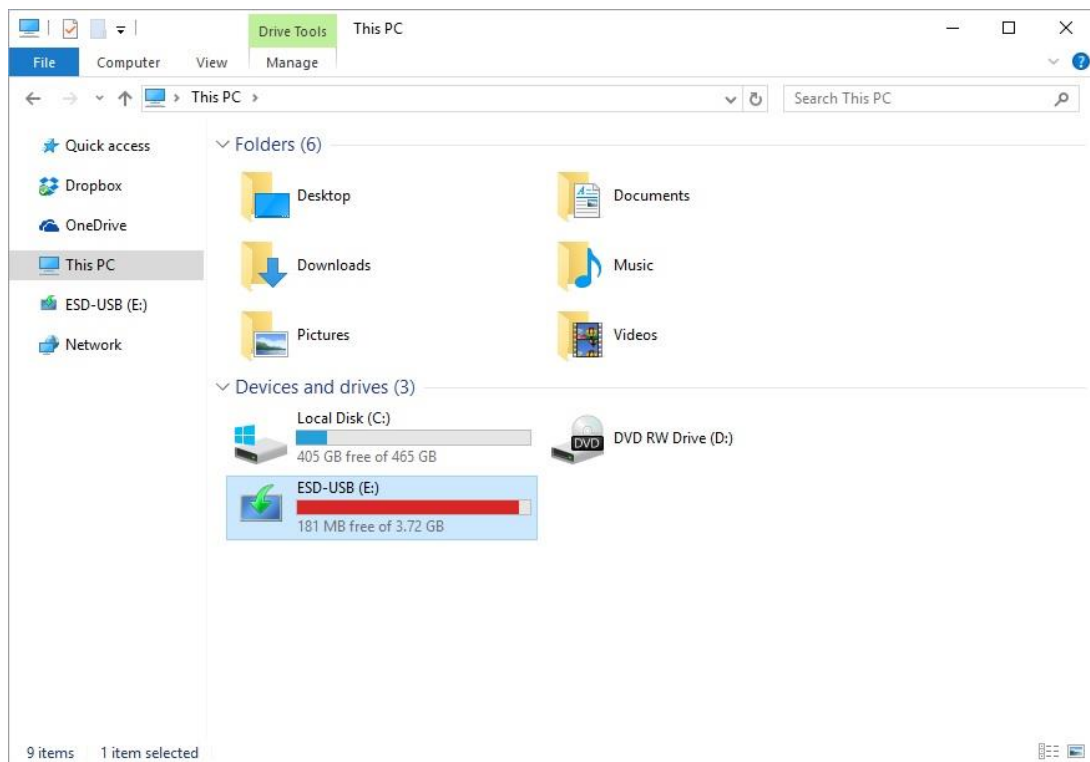 Drive Tools This PC
File Computer View Manage
This PC Search This PC
Quick access
Dropbox
OneDrive
This PC
ESD-USB (E:)
Network
Folders (6)
Desktop Documents
Downloads Music
Pictures Videos
Devices and drives (3)
Local Disk (C:)
405 GB free of 465 GB
DVD
DVD RW Drive (D:)
ESD-USB (E:)
181 MB free of 3.72 GB
9 items 1 item selected